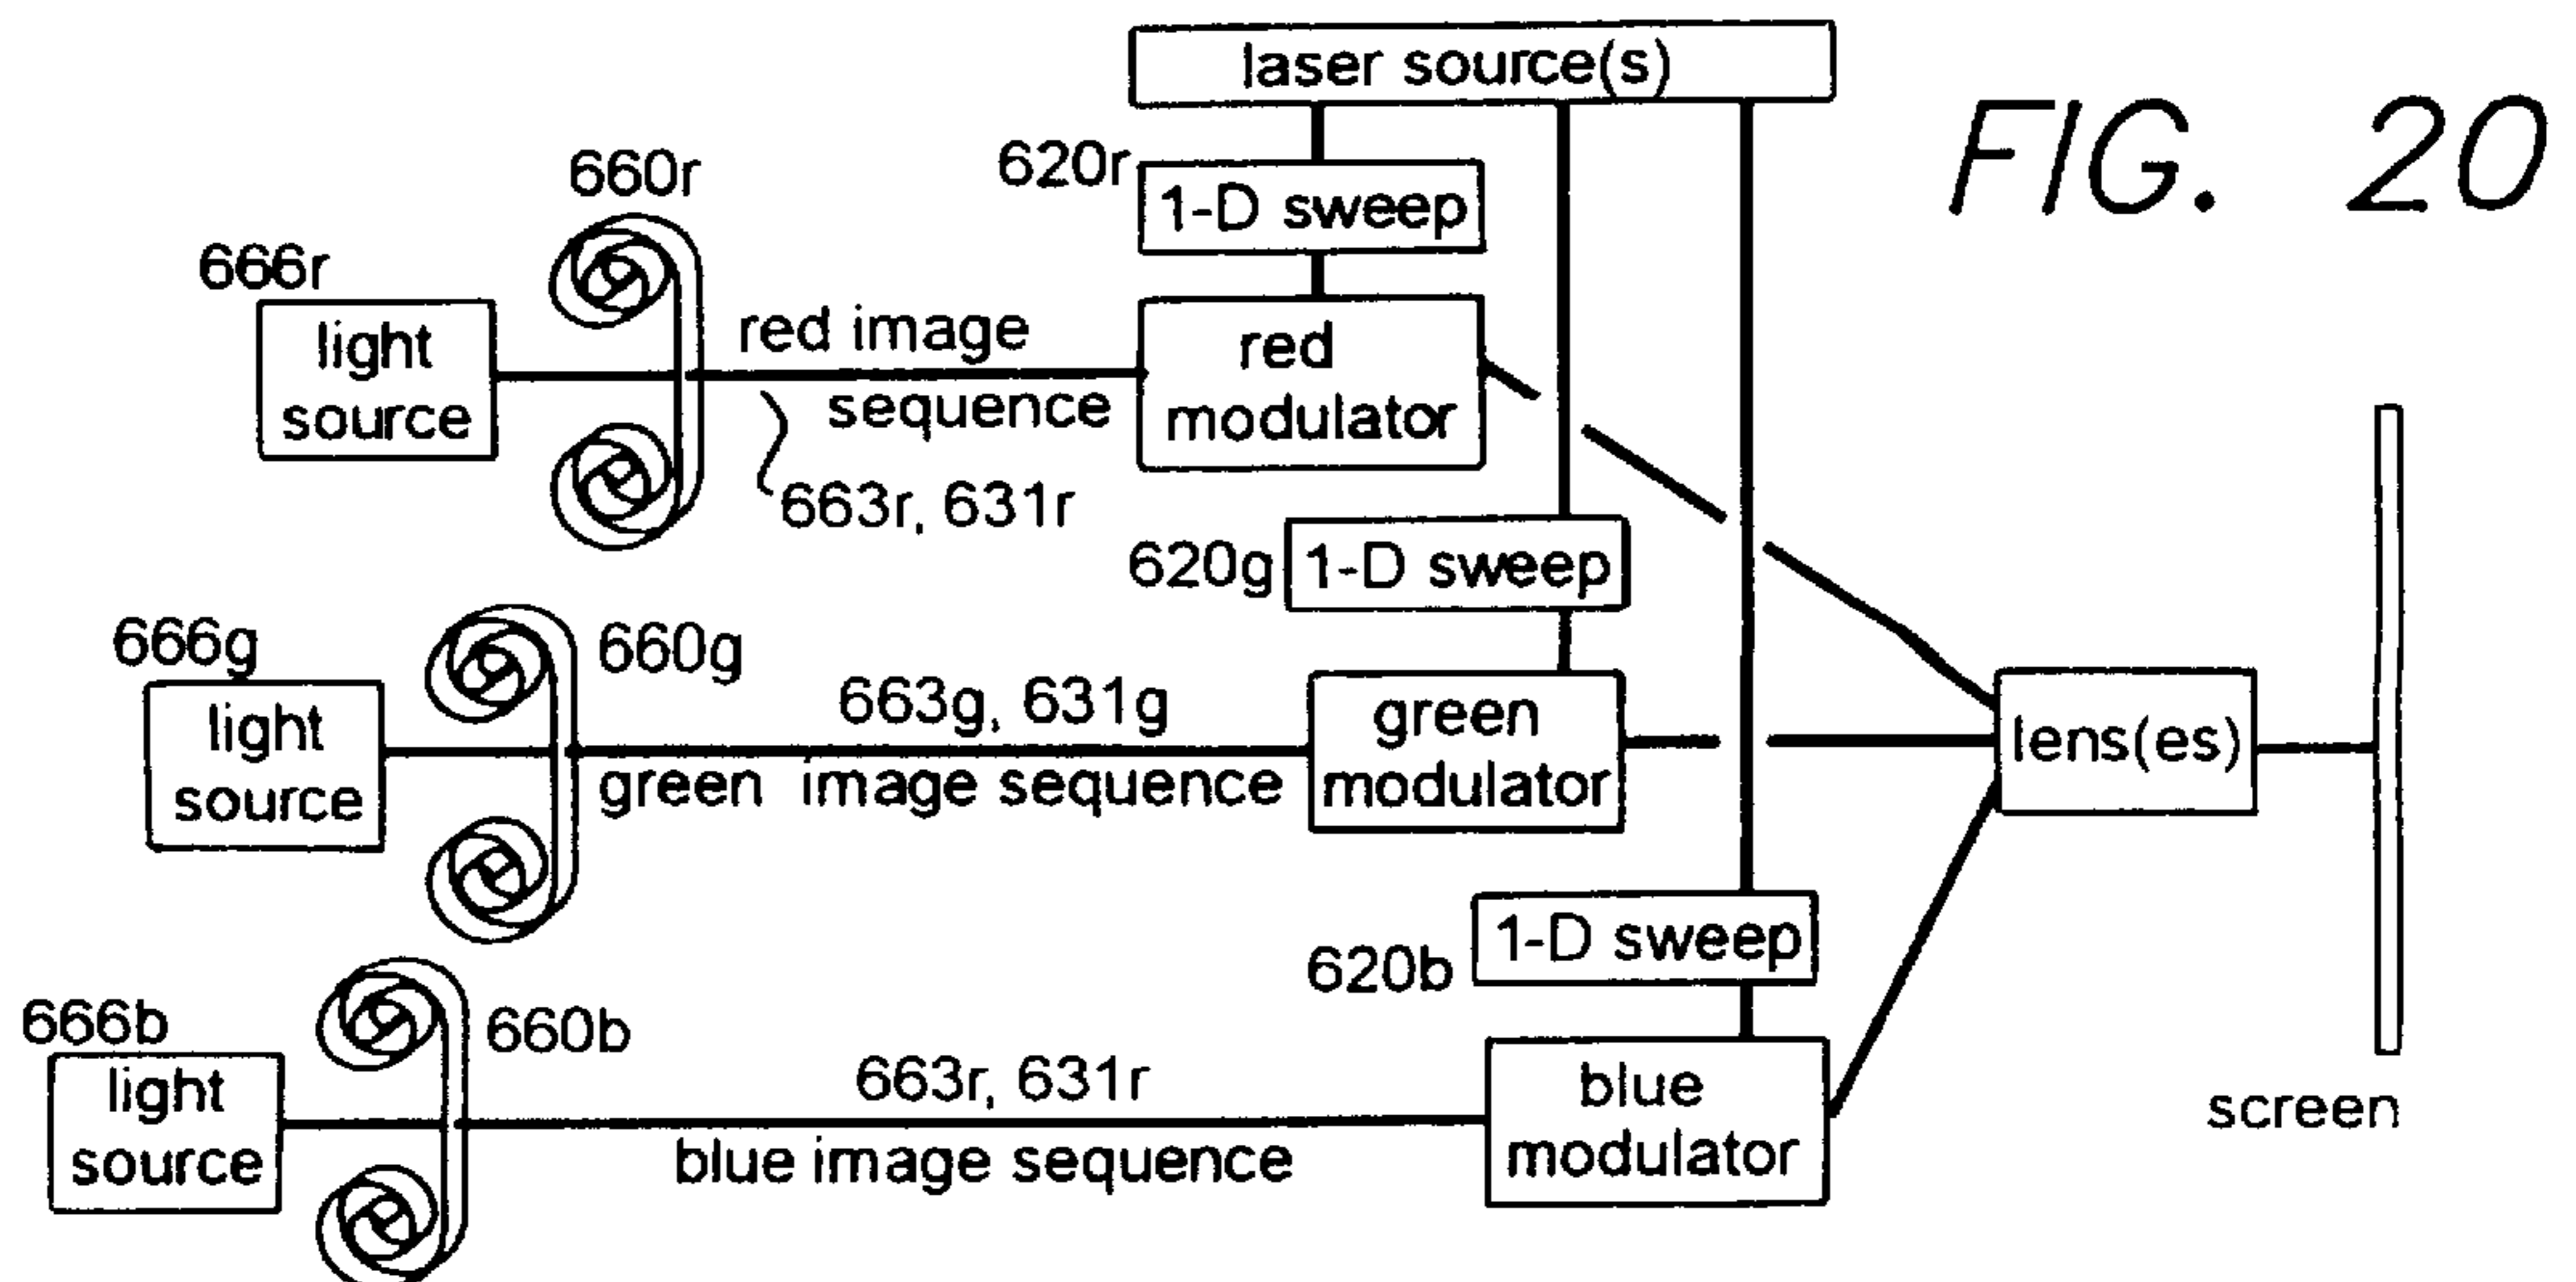 laser source(s)
FIG. 20
620r
1-D sweep
660r
666r
light
source
red image
sequence
663r, 631r
red
modulator
620g
1-D sweep
666g
light
source
660g
663g, 631g
green image sequence
green
modulator
lens(es)
620b
1-D sweep
666b
light
source
660b
663r, 631r
blue image sequence
blue
modulator
screen